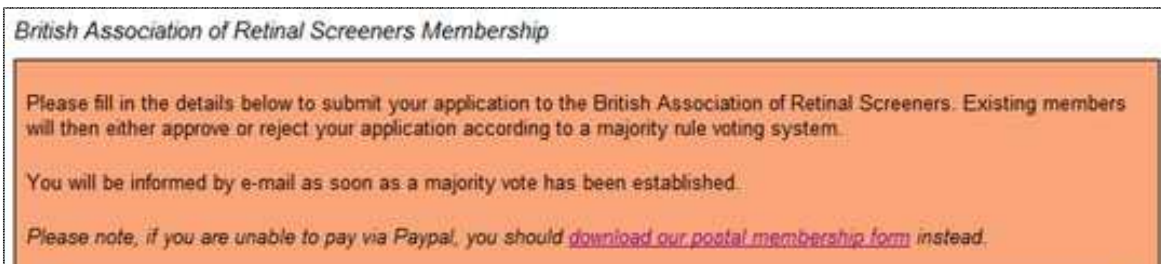 British Association of Retinal Screeners Membership
Please fill in the details below to submit your application to the British Association of Retinal Screeners. Existing members
will then either approve or reject your application according to a majority rule voting system.
You will be informed by e-mail as soon as a majority vote has been established.
Please note, if you are unable to pay via Paypal, you should download our postal membership form instead.